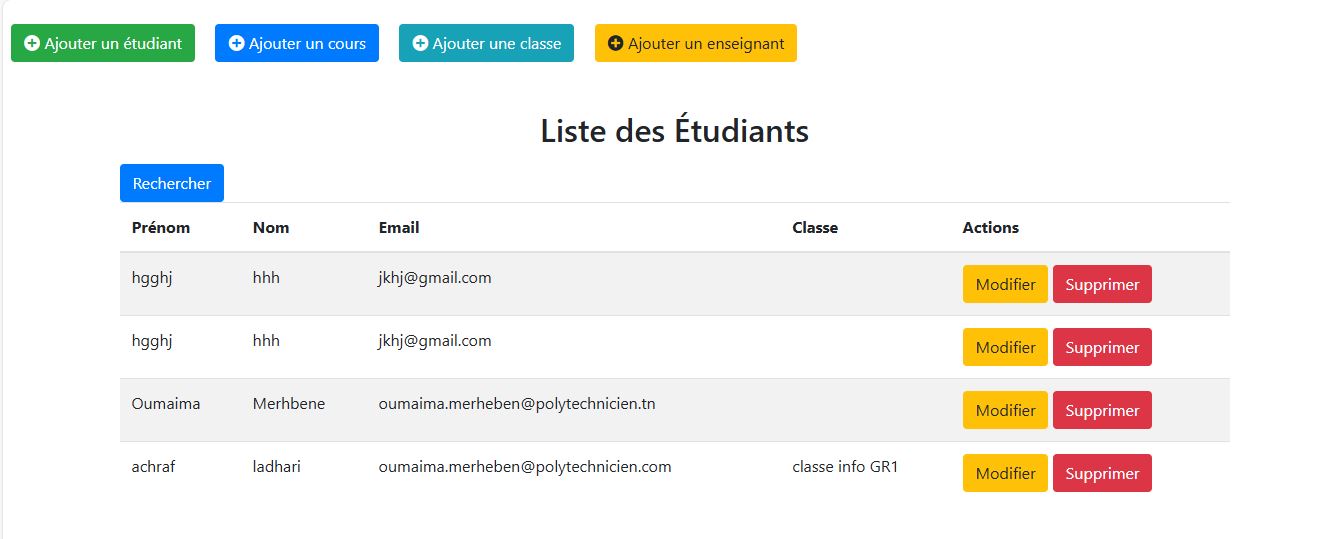 Ajouter un étudiant Ajouter un cours Ajouter une classe Ajouter un enseignant
Liste des Étudiants
Rechercher
Prénom Nom Email Classe Actions
hgghj hhh jkhj@gmail.com Modifier Supprimer
hgghj hhh jkhj@gmail.com Modifier Supprimer
Oumaima Merhbene oumaima.merheben@polytechnicien.tn Modifier Supprimer
achraf ladhari oumaima.merheben@polytechnicien.com classe info GR1 Modifier Supprimer